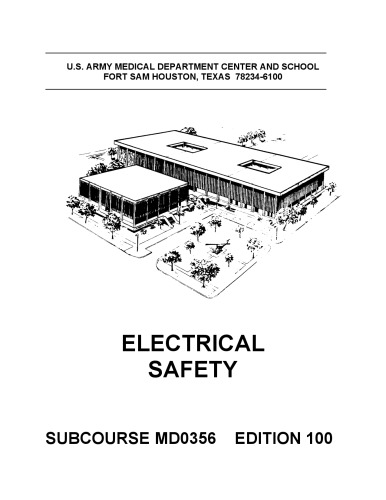 U.S. ARMY MEDICAL DEPARTMENT CENTER AND SCHOOL
FORT SAM HOUSTON, TEXAS 78234-6100
ELECTRICAL
SAFETY
SUBCOURSE MD0356 EDITION 100